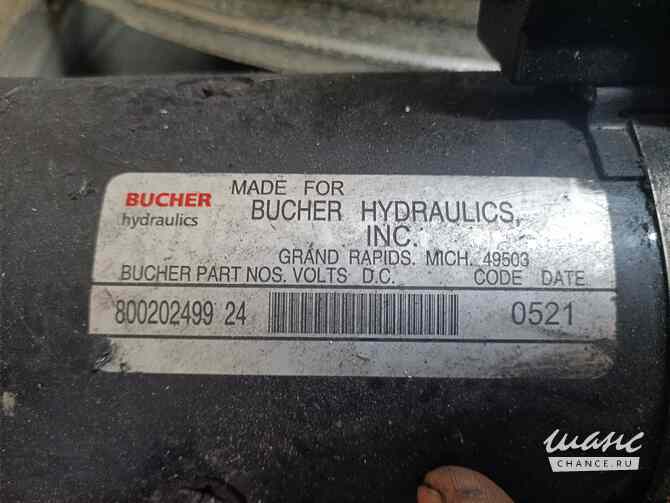 BUCHER
hydraulics
MADE FOR
BUCHER HYDRAULICS,
INC.
GRAND RAPIDS. MICH. 49503
BUCHER PART NOS. VOLTS D.C. CODE DATE
800202499 24 0521
шанс
CHANCE.RU